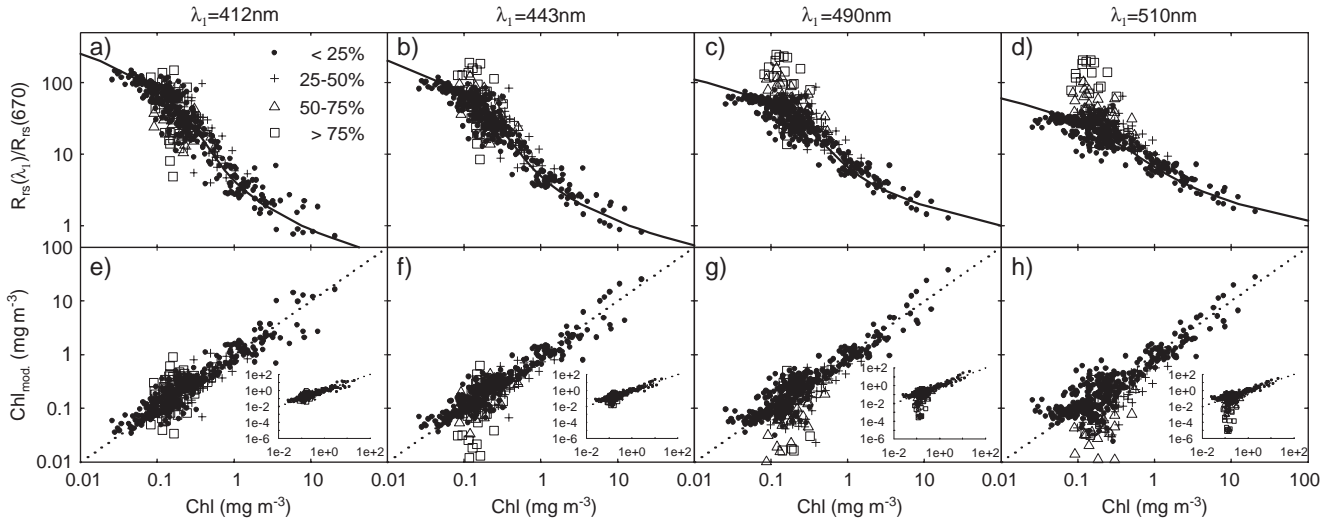 λ₁=412nm λ₁=443nm λ₁=490nm λ₁=510nm
a) b) c) d)
< 25%
25-50%
50-75%
> 75%
Rrs(λ₁)/Rrs(670)
100
10
1
100
e) f) g) h)
Chlmod. (mg m-3)
10
1
0.1
0.01
1e+2 1e+2 1e+2 1e+2
1e+0 1e+0 1e+0 1e+0
1e-2 1e-2 1e-2 1e-2
1e-4 1e-4 1e-4 1e-4
1e-6 1e-6 1e-6 1e-6
1e-2 1e+0 1e+2 1e-2 1e+0 1e+2 1e-2 1e+0 1e+2 1e-2 1e+0 1e+2
0.01 0.1 1 10 0.01 0.1 1 10 0.01 0.1 1 10 0.01 0.1 1 10 100
Chl (mg m-3) Chl (mg m-3) Chl (mg m-3) Chl (mg m-3)